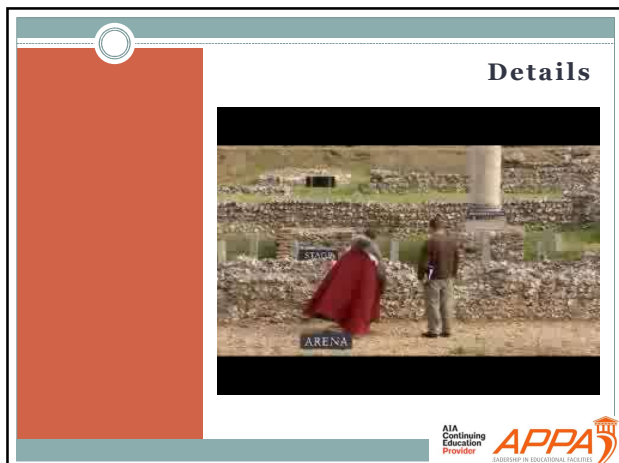 Details
STAGE
ARENA
AIA
Continuing
Education
Provider
APPA
LEADERSHIP IN EDUCATIONAL FACILITIES